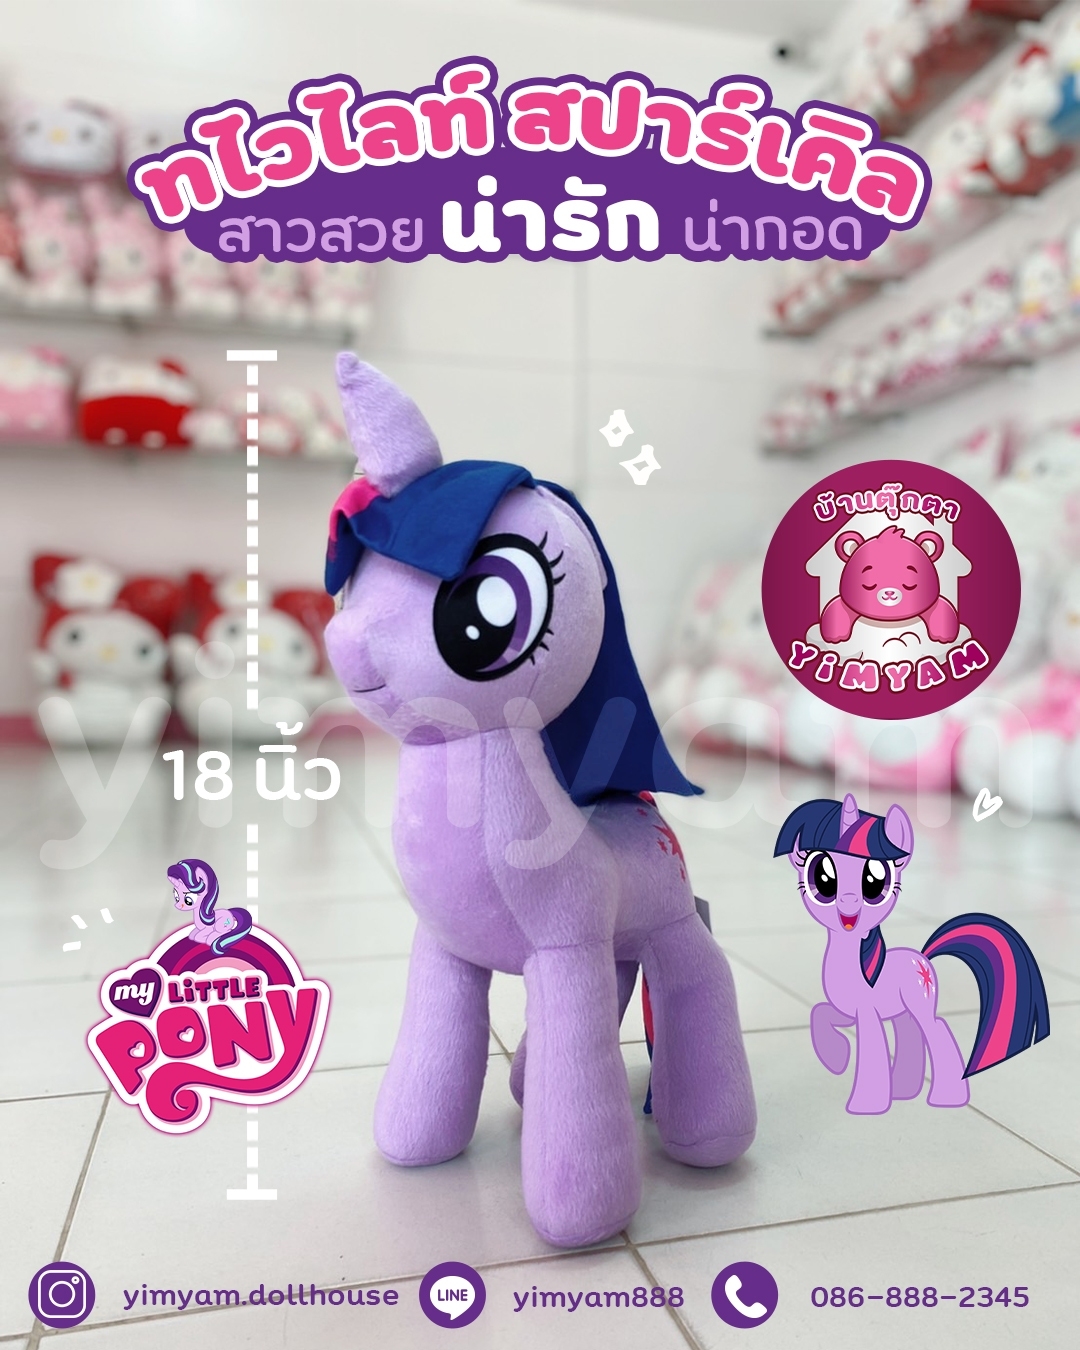 ทไวไลท์ สปาร์เคิล
สาวสวย น่ารัก น่ากอด
บ้านตุ๊กตา
YiMYAM
yimyam
18 นิ้ว
my LiTTLE
PONY
yimyam.dollhouse
LINE
yimyam888
086-888-2345